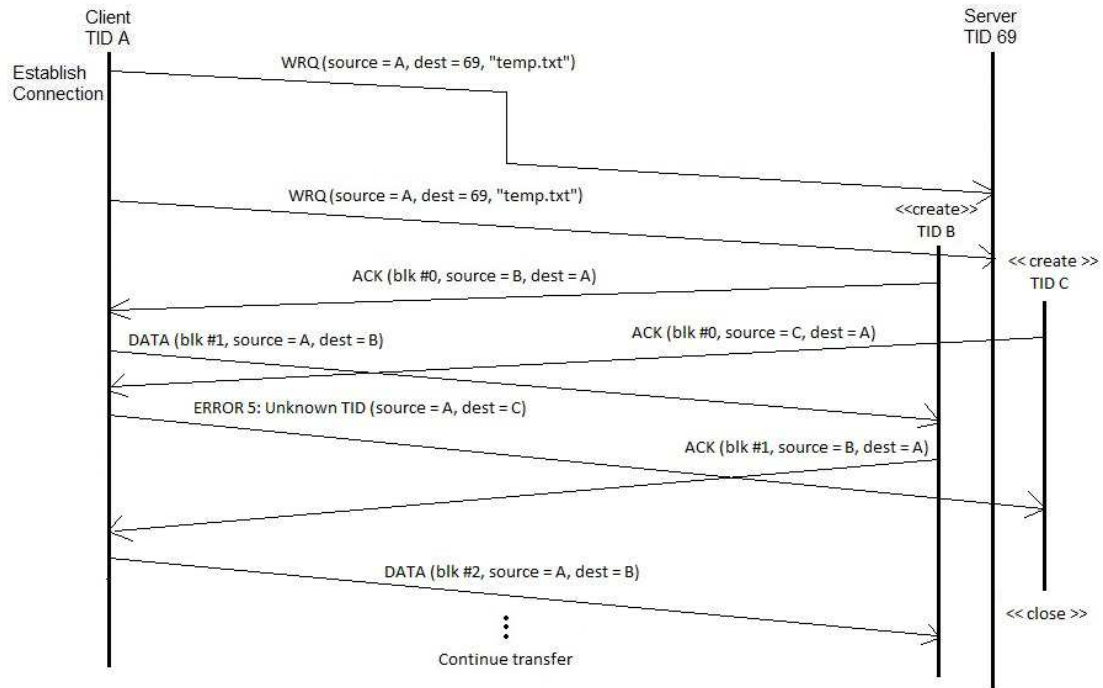 Client
TID A
Server
TID 69
Establish
Connection
WRQ (source = A, dest = 69, "temp.txt")
WRQ (source = A, dest = 69, "temp.txt")
<<create>>
TID B
<< create >>
TID C
ACK (blk #0, source = B, dest = A)
DATA (blk #1, source = A, dest = B)
ACK (blk #0, source = C, dest = A)
ERROR 5: Unknown TID (source = A, dest = C)
ACK (blk #1, source = B, dest = A)
DATA (blk #2, source = A, dest = B)
<< close >>
Continue transfer